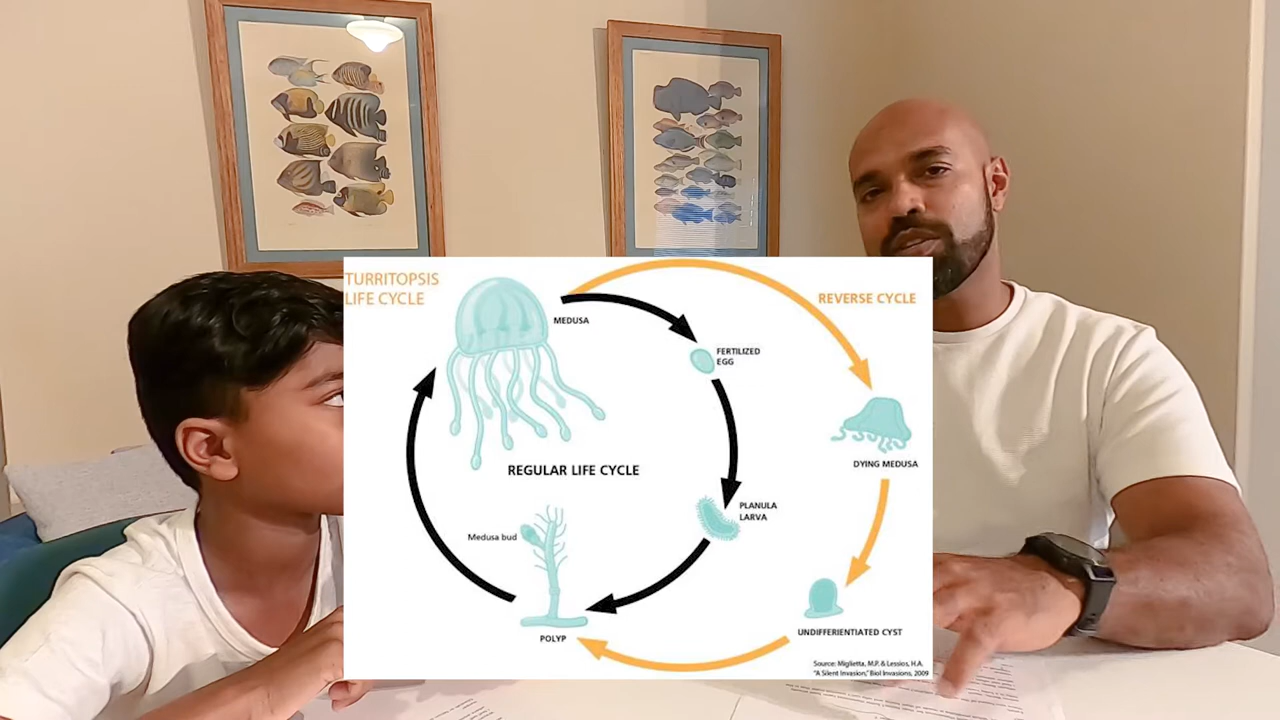 TURRITOPSIS
LIFE CYCLE
REVERSE CYCLE
MEDUSA
FERTILIZED
EGG
DYING MEDUSA
REGULAR LIFE CYCLE
PLANULA
LARVA
Medusa bud
UNDIFFERIENTIATED CYST
POLYP
Source: Miglietta, M.P. & Lessios, H.A.
"A Silent Invasion," Biol Invasions, 2009